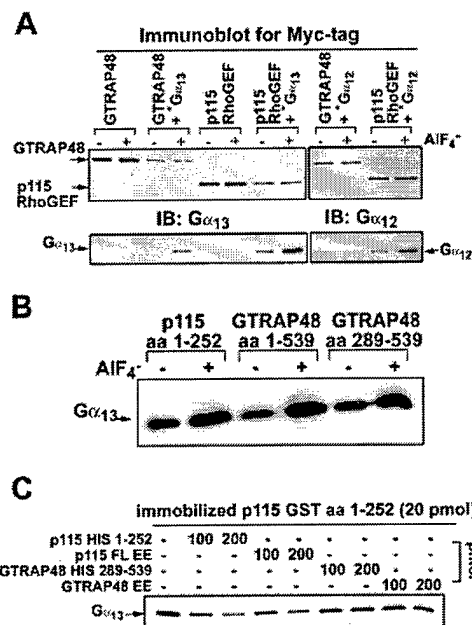 A
Immunoblot for Myc-tag
GTRAP48
GTRAP48 + Gα13
p115 RhoGEF
p115 RhoGEF + Gα13
GTRAP48 + Gα12
p115 RhoGEF + Gα12
- + - + - + - + - + - + AlF4-
GTRAP48
p115 RhoGEF
IB: Gα13 IB: Gα12
Gα13 Gα12
B
p115 GTRAP48 GTRAP48
aa 1-252 aa 1-539 aa 289-539
AlF4- - + - + - +
Gα13
C
immobilized p115 GST aa 1-252 (20 pmol)
p115 HIS 1-252 - 100 200 - - - - - -
p115 FL EE - - - 100 200 - - - -
GTRAP48 HIS 289-539 - - - - - 100 200 - -
GTRAP48 EE - - - - - - - 100 200
pmol
Gα13